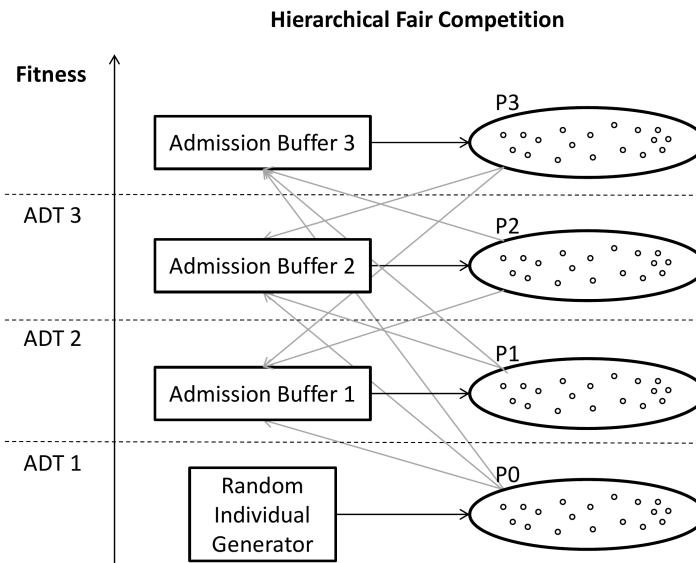 Hierarchical Fair Competition
Fitness
P3
Admission Buffer 3
ADT 3
P2
Admission Buffer 2
ADT 2
P1
Admission Buffer 1
ADT 1
P0
Random
Individual
Generator